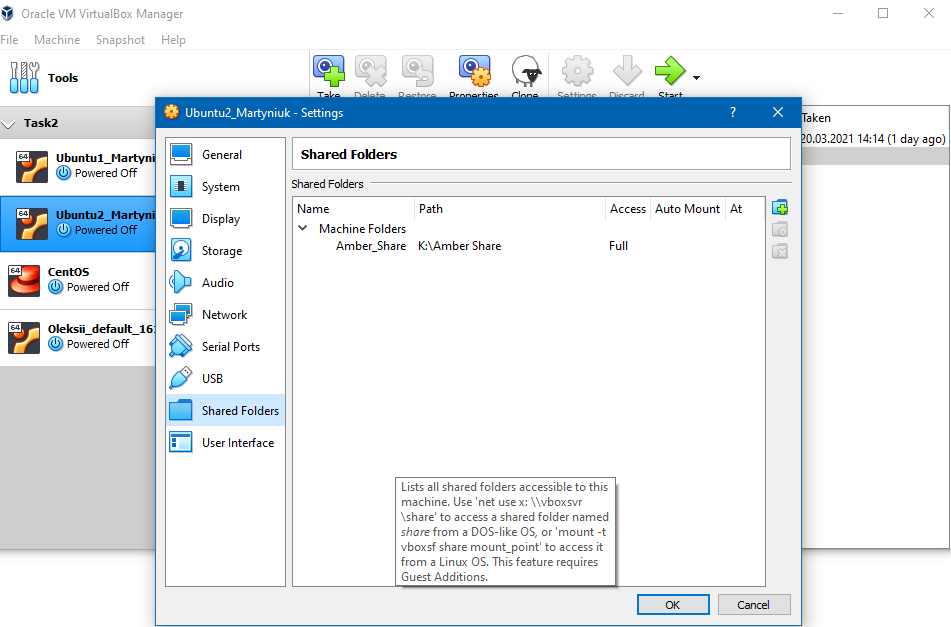 Oracle VM VirtualBox Manager
File Machine Snapshot Help
Tools
Take Delete Restore Properties Clone Settings Discard Start
Ubuntu2_Martyniuk - Settings ?
Task2
Taken
20.03.2021 14:14 (1 day ago)
64 Ubuntu1_Martyni
Powered Off
64 Ubuntu2_Martyni
Powered Off
64 CentOS
Powered Off
64 Oleksii_default_161
Powered Off
General
System
Display
Storage
Audio
Network
Serial Ports
USB
Shared Folders
User Interface
Shared Folders
Shared Folders
Name Path Access Auto Mount At
Machine Folders
Amber_Share K:\Amber Share Full
Lists all shared folders accessible to this
machine. Use 'net use x: \\vboxsvr
\share' to access a shared folder named
share from a DOS-like OS, or 'mount -t
vboxsf share mount_point' to access it
from a Linux OS. This feature requires
Guest Additions.
OK Cancel